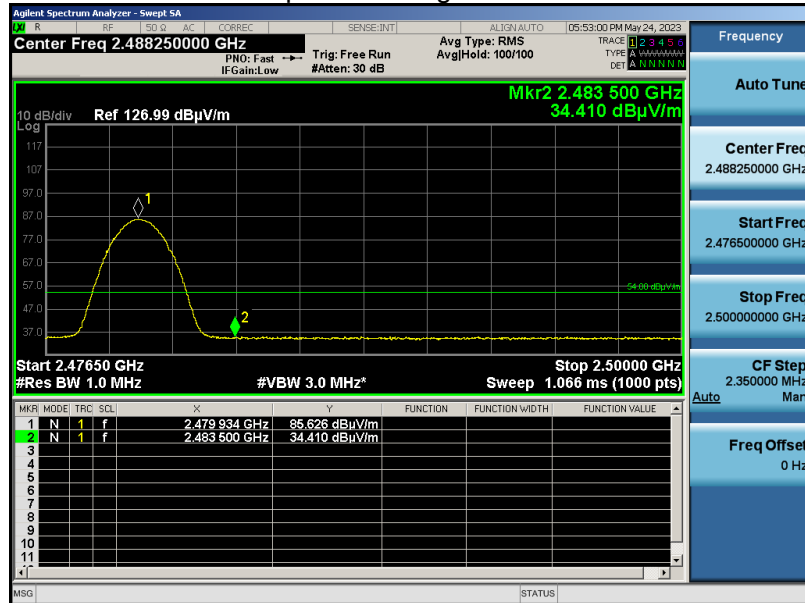 Agilent Spectrum Analyzer - Swept SA
LXI R RF 50 Ω AC CORREC SENSE:INT ALIGN AUTO 05:53:00 PM May 24, 2023
Center Freq 2.488250000 GHz
PNO: Fast
IFGain:Low
Trig: Free Run
#Atten: 30 dB
Avg Type: RMS
Avg|Hold: 100/100
TRACE 1 2 3 4 5 6
TYPE A
DET A N N N N N
Frequency
Mkr2 2.483 500 GHz
34.410 dBµV/m
10 dB/div Ref 126.99 dBµV/m
Log
117
107
97.0
87.0
77.0
67.0
57.0
47.0
37.0
1
2
54.00 dBµV/m
Start 2.47650 GHz Stop 2.50000 GHz
#Res BW 1.0 MHz #VBW 3.0 MHz* Sweep 1.066 ms (1000 pts)
MKR MODE TRC SCL X Y FUNCTION FUNCTION WIDTH FUNCTION VALUE
1 N 1 f 2.479 934 GHz 85.626 dBµV/m
2 N 1 f 2.483 500 GHz 34.410 dBµV/m
3
4
5
6
7
8
9
10
11
MSG STATUS
Auto Tune
Center Freq
2.488250000 GHz
Start Freq
2.476500000 GHz
Stop Freq
2.500000000 GHz
CF Step
2.350000 MHz
Auto Man
Freq Offset
0 Hz